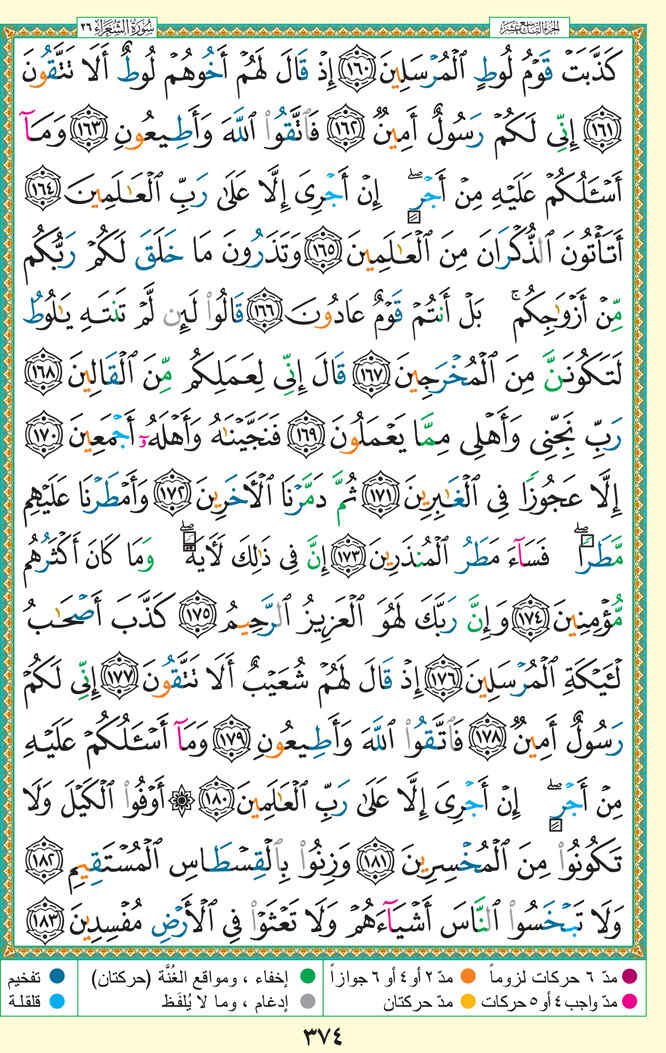 الجزء التاسع عشر
سُورَةُ الشُّعَرَاءِ ٢٦
كَذَّبَتْ قَوْمُ لُوطٍ ٱلْمُرْسَلِينَ ١٦٠ إِذْ قَالَ لَهُمْ أَخُوهُمْ لُوطٌ أَلَا تَتَّقُونَ
١٦١ إِنِّي لَكُمْ رَسُولٌ أَمِينٌ ١٦٢ فَٱتَّقُوا۟ ٱللَّهَ وَأَطِيعُونِ ١٦٣ وَمَآ
أَسْـَٔلُكُمْ عَلَيْهِ مِنْ أَجْرٍ ۖ إِنْ أَجْرِىَ إِلَّا عَلَىٰ رَبِّ ٱلْعَـٰلَمِينَ ١٦٤
أَتَأْتُونَ ٱلذُّكْرَانَ مِنَ ٱلْعَـٰلَمِينَ ١٦٥ وَتَذَرُونَ مَا خَلَقَ لَكُمْ رَبُّكُم
مِّنْ أَزْوَٰجِكُم ۚ بَلْ أَنتُمْ قَوْمٌ عَادُونَ ١٦٦ قَالُوا۟ لَئِن لَّمْ تَنتَهِ يَـٰلُوطُ
لَتَكُونَنَّ مِنَ ٱلْمُخْرَجِينَ ١٦٧ قَالَ إِنِّي لِعَمَلِكُم مِّنَ ٱلْقَالِينَ ١٦٨
رَبِّ نَجِّنِى وَأَهْلِى مِمَّا يَعْمَلُونَ ١٦٩ فَنَجَّيْنَـٰهُ وَأَهْلَهُۥٓ أَجْمَعِينَ ١٧٠
إِلَّا عَجُوزًا فِى ٱلْغَـٰبِرِينَ ١٧١ ثُمَّ دَمَّرْنَا ٱلْـَٔاخَرِينَ ١٧٢ وَأَمْطَرْنَا عَلَيْهِم
مَّطَرًا ۖ فَسَآءَ مَطَرُ ٱلْمُنذَرِينَ ١٧٣ إِنَّ فِى ذَٰلِكَ لَـَٔايَةً ۖ وَمَا كَانَ أَكْثَرُهُم
مُّؤْمِنِينَ ١٧٤ وَإِنَّ رَبَّكَ لَهُوَ ٱلْعَزِيزُ ٱلرَّحِيمُ ١٧٥ كَذَّبَ أَصْحَـٰبُ
لْـَٔيْكَةِ ٱلْمُرْسَلِينَ ١٧٦ إِذْ قَالَ لَهُمْ شُعَيْبٌ أَلَا تَتَّقُونَ ١٧٧ إِنِّي لَكُمْ
رَسُولٌ أَمِينٌ ١٧٨ فَٱتَّقُوا۟ ٱللَّهَ وَأَطِيعُونِ ١٧٩ وَمَآ أَسْـَٔلُكُمْ عَلَيْهِ
مِنْ أَجْرٍ ۖ إِنْ أَجْرِىَ إِلَّا عَلَىٰ رَبِّ ٱلْعَـٰلَمِينَ ١٨٠ ۞ أَوْفُوا۟ ٱلْكَيْلَ وَلَا
تَكُونُوا۟ مِنَ ٱلْمُخْسِرِينَ ١٨١ وَزِنُوا۟ بِٱلْقِسْطَاسِ ٱلْمُسْتَقِيمِ ١٨٢
وَلَا تَبْخَسُوا۟ ٱلنَّاسَ أَشْيَآءَهُمْ وَلَا تَعْثَوْا۟ فِى ٱلْأَرْضِ مُفْسِدِينَ ١٨٣
مدّ ٦ حركات لزوماً مدّ ٢ أو ٤ أو ٦ جوازاً إخفاء ، ومواقع الغُنَّة (حركتان) تفخيم
مدّ واجب ٤ أو ٥ حركات مدّ حركتان إدغام ، وما لا يُلفَظ قلقلة
٣٧٤